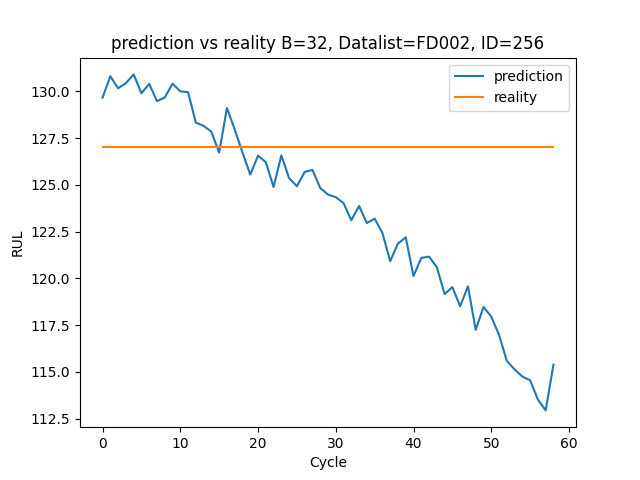 prediction vs reality B=32, Datalist=FD002, ID=256
prediction
reality
130.0
127.5
125.0
122.5
120.0
117.5
115.0
112.5
RUL
0 10 20 30 40 50 60
Cycle